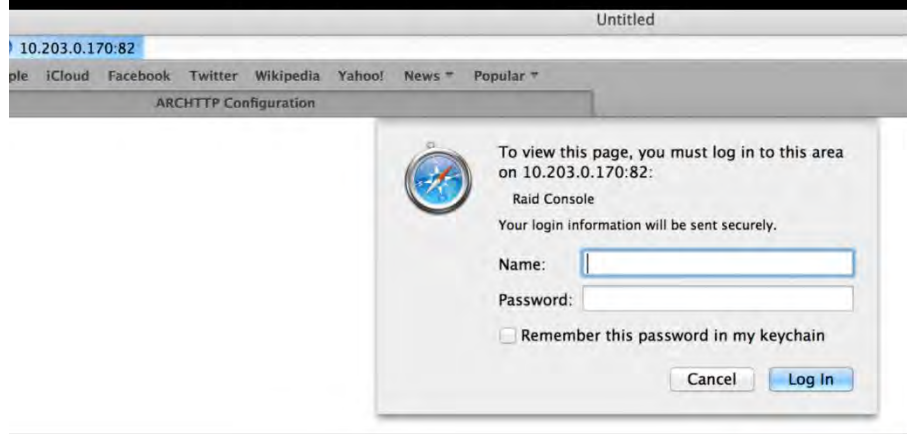 Untitled
10.203.0.170:82
ple iCloud Facebook Twitter Wikipedia Yahoo! News Popular
ARCHTTP Configuration
To view this page, you must log in to this area
on 10.203.0.170:82:
Raid Console
Your login information will be sent securely.
Name:
Password:
Remember this password in my keychain
Cancel Log In